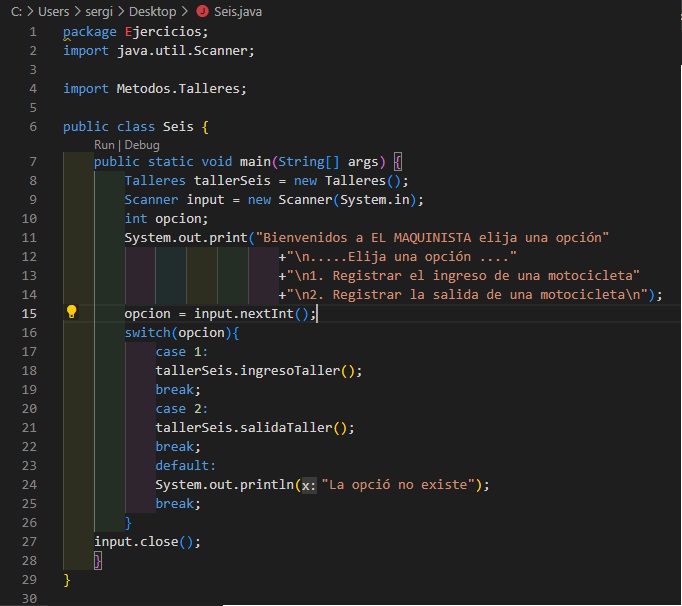 C: > Users > sergi > Desktop > J Seis.java
1 package Ejercicios;
2 import java.util.Scanner;
3
4 import Metodos.Talleres;
5
6 public class Seis {
Run | Debug
7 public static void main(String[] args) {
8 Talleres tallerSeis = new Talleres();
9 Scanner input = new Scanner(System.in);
10 int opcion;
11 System.out.print("Bienvenidos a EL MAQUINISTA elija una opción"
12 +"\n.....Elija una opción ...."
13 +"\n1. Registrar el ingreso de una motocicleta"
14 +"\n2. Registrar la salida de una motocicleta\n");
15 opcion = input.nextInt();
16 switch(opcion){
17 case 1:
18 tallerSeis.ingresoTaller();
19 break;
20 case 2:
21 tallerSeis.salidaTaller();
22 break;
23 default:
24 System.out.println(x: "La opció no existe");
25 break;
26 }
27 input.close();
28 }
29 }
30